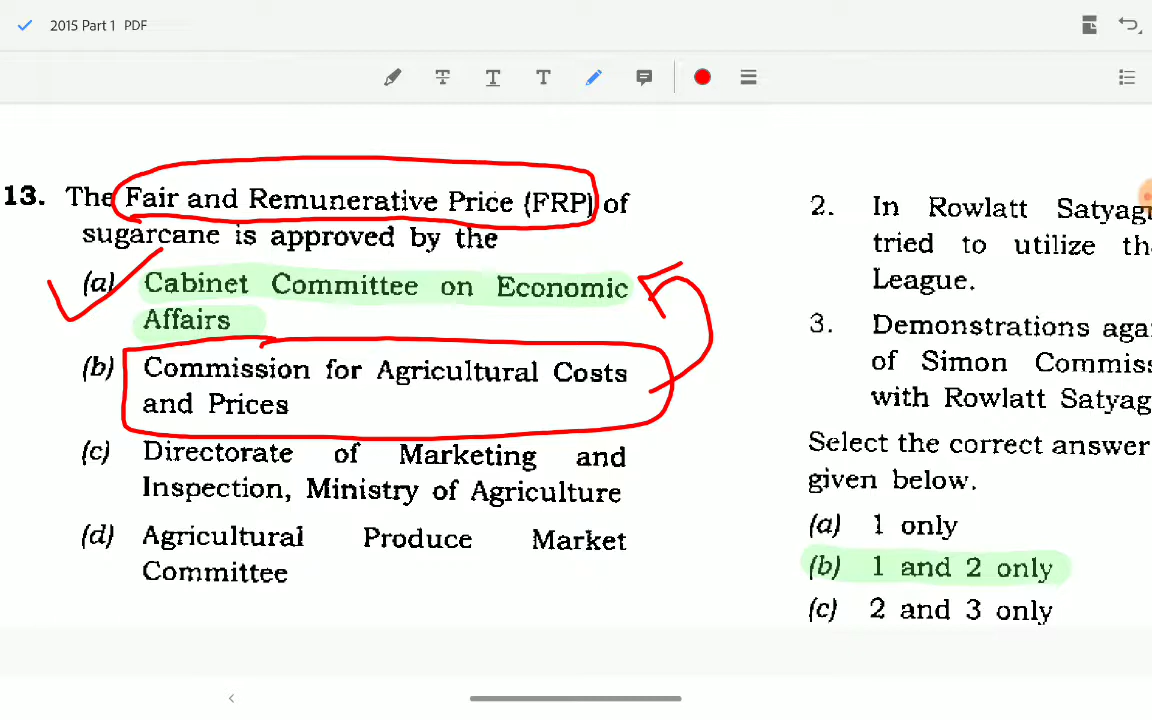 2015 Part 1 PDF
13. The Fair and Remunerative Price (FRP) of
sugarcane is approved by the
(a) Cabinet Committee on Economic
Affairs
(b) Commission for Agricultural Costs
and Prices
(c) Directorate of Marketing and
Inspection, Ministry of Agriculture
(d) Agricultural Produce Market
Committee
2. In Rowlatt
tried to utilize
League.
3. Demonstrations
of Simon
with Rowlatt
Select the correct answer
given below.
(a) 1 only
(b) 1 and 2 only
(c) 2 and 3 only